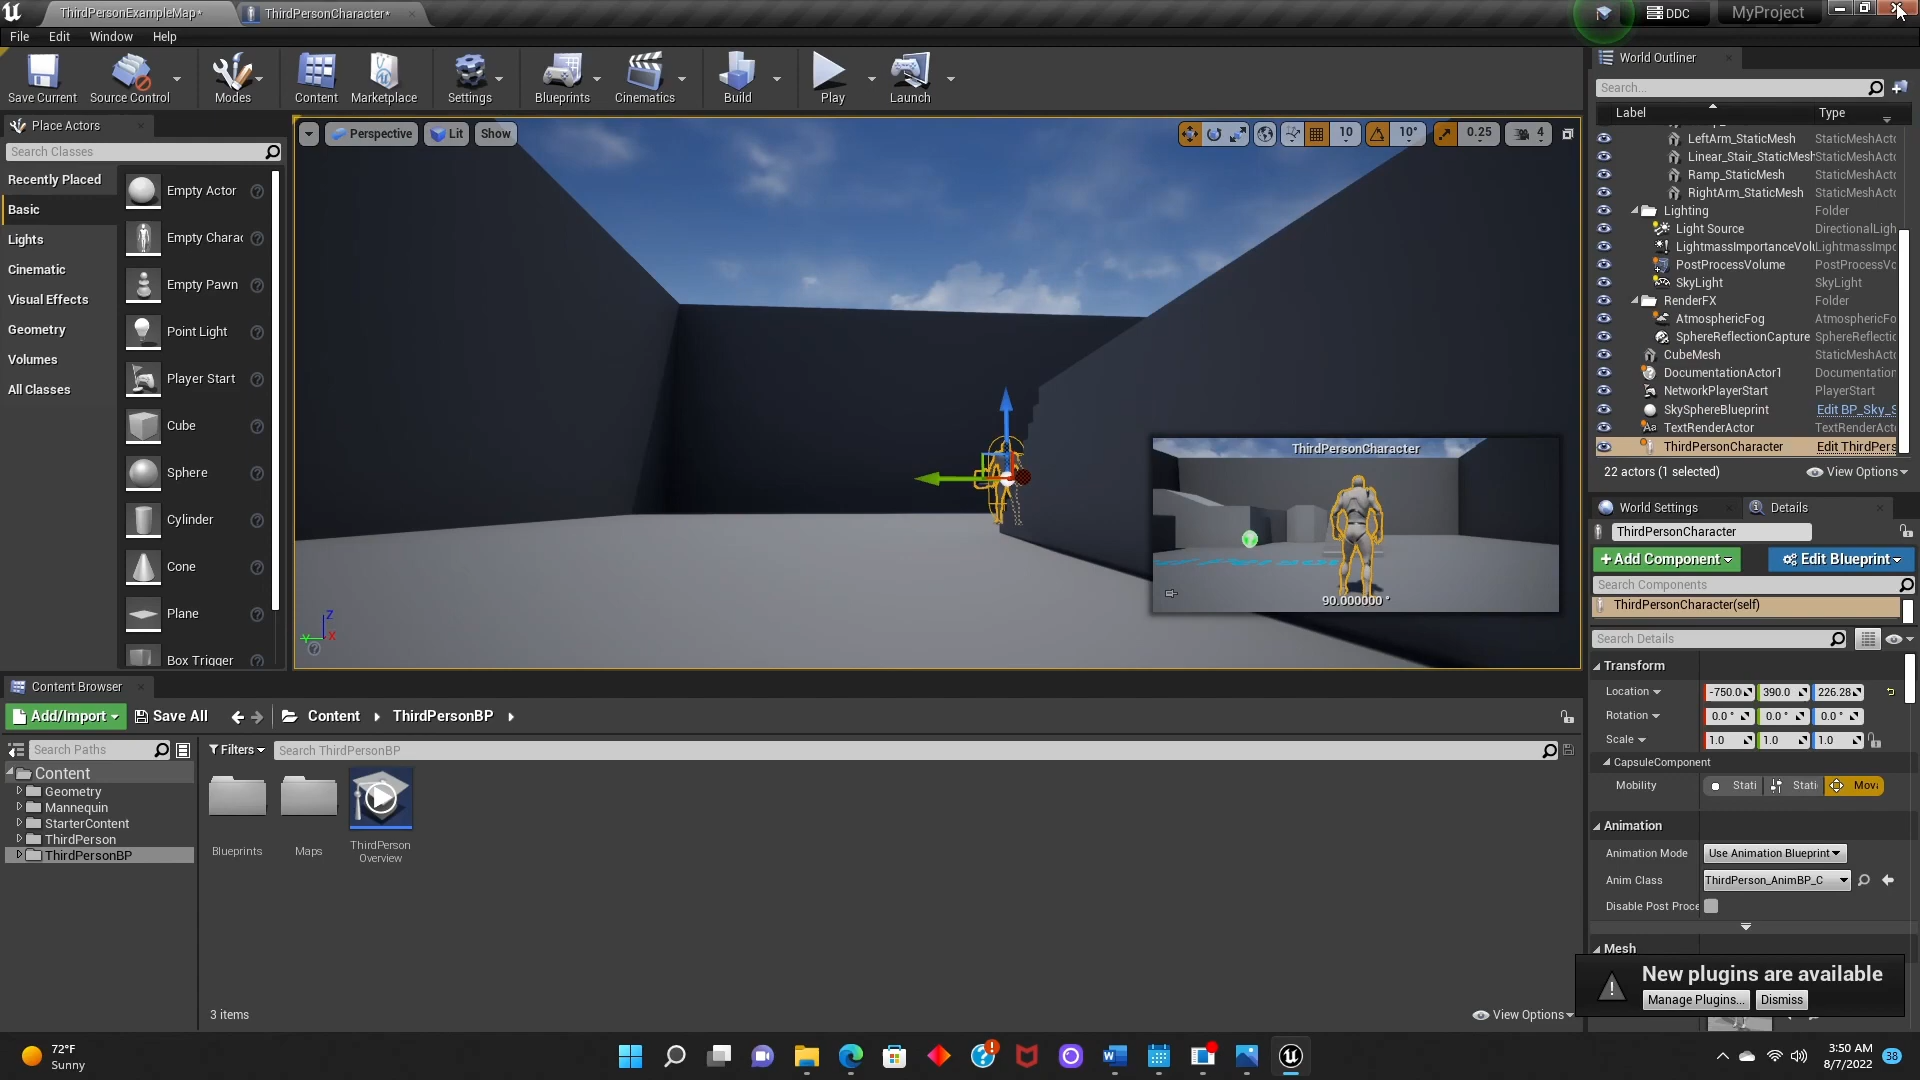 ThirdPersonExampleMap*
ThirdPersonCharacter*
DDC
MyProject
File Edit Window Help
Save Current
Source Control
Modes
Content
Marketplace
Settings
Blueprints
Cinematics
Build
Play
Launch
Place Actors
Search Classes
Recently Placed
Basic
Lights
Cinematic
Visual Effects
Geometry
Volumes
All Classes
Empty Actor
Empty Charac
Empty Pawn
Point Light
Player Start
Cube
Sphere
Cylinder
Cone
Plane
Box Trigger
Perspective
Lit
Show
10
10°
0.25
4
Z
Y
X
ThirdPersonCharacter
90.000000 °
World Outliner
Search...
Label Type
LeftArm_StaticMesh StaticMeshActo
Linear_Stair_StaticMesh StaticMeshActo
Ramp_StaticMesh StaticMeshActo
RightArm_StaticMesh StaticMeshActo
Lighting Folder
Light Source DirectionalLigh
LightmassImportanceVolu LightmassImpo
PostProcessVolume PostProcessVo
SkyLight SkyLight
RenderFX Folder
AtmosphericFog AtmosphericFo
SphereReflectionCapture SphereReflectio
CubeMesh StaticMeshActo
DocumentationActor1 Documentation
NetworkPlayerStart PlayerStart
SkySphereBlueprint Edit BP_Sky_S
TextRenderActor TextRenderActo
ThirdPersonCharacter Edit ThirdPers
22 actors (1 selected)
View Options
World Settings
Details
ThirdPersonCharacter
+ Add Component
Edit Blueprint
Search Components
ThirdPersonCharacter(self)
Search Details
Transform
Location -750.0 390.0 226.28
Rotation 0.0 ° 0.0 ° 0.0 °
Scale 1.0 1.0 1.0
CapsuleComponent
Mobility Stati Stati Mova
Animation
Animation Mode Use Animation Blueprint
Anim Class ThirdPerson_AnimBP_C
Disable Post Proce
Mesh
New plugins are available
Manage Plugins...
Dismiss
Content Browser
Add/Import
Save All
Content
ThirdPersonBP
Search Paths
Filters
Search ThirdPersonBP
Content
Geometry
Mannequin
StarterContent
ThirdPerson
ThirdPersonBP
Blueprints
Maps
ThirdPerson
Overview
3 items
View Options
72°F
Sunny
3:50 AM
8/7/2022
38